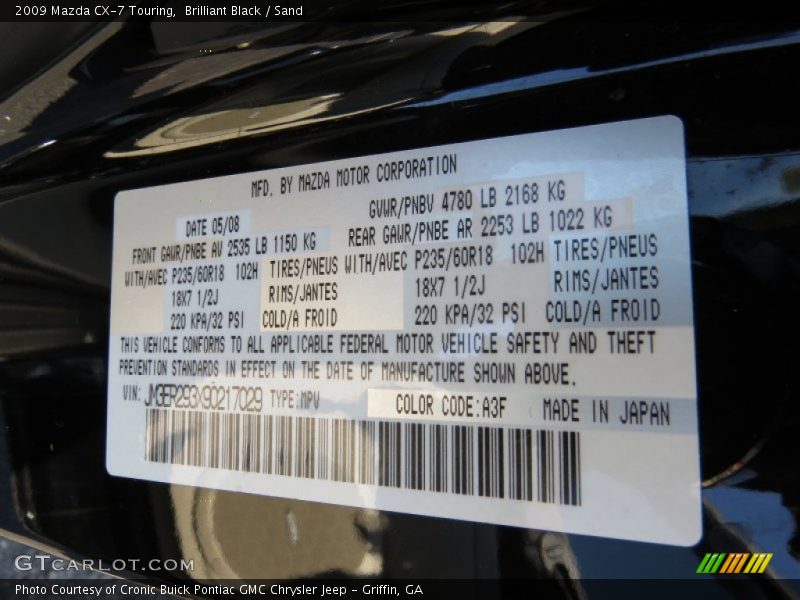 2009 Mazda CX-7 Touring,  Brilliant Black / Sand
MFD. BY MAZDA MOTOR CORPORATION
DATE 05/08
GVWR/PNBV 4780 LB 2168 KG
FRONT GAWR/PNBE AV 2535 LB 1150 KG
REAR GAWR/PNBE AR 2253 LB 1022 KG
WITH/AVEC P235/60R18 102H TIRES/PNEUS WITH/AVEC P235/60R18 102H TIRES/PNEUS
18X7 1/2J RIMS/JANTES 18X7 1/2J RIMS/JANTES
220 KPA/32 PSI COLD/A FROID 220 KPA/32 PSI COLD/A FROID
THIS VEHICLE CONFORMS TO ALL APPLICABLE FEDERAL MOTOR VEHICLE SAFETY AND THEFT
PREVENTION STANDARDS IN EFFECT ON THE DATE OF MANUFACTURE SHOWN ABOVE.
VIN: JM3ER293X90217029 TYPE:MPV COLOR CODE:A3F MADE IN JAPAN
GTCARLOT.COM
Photo Courtesy of Cronic Buick Pontiac GMC Chrysler Jeep - Griffin, GA